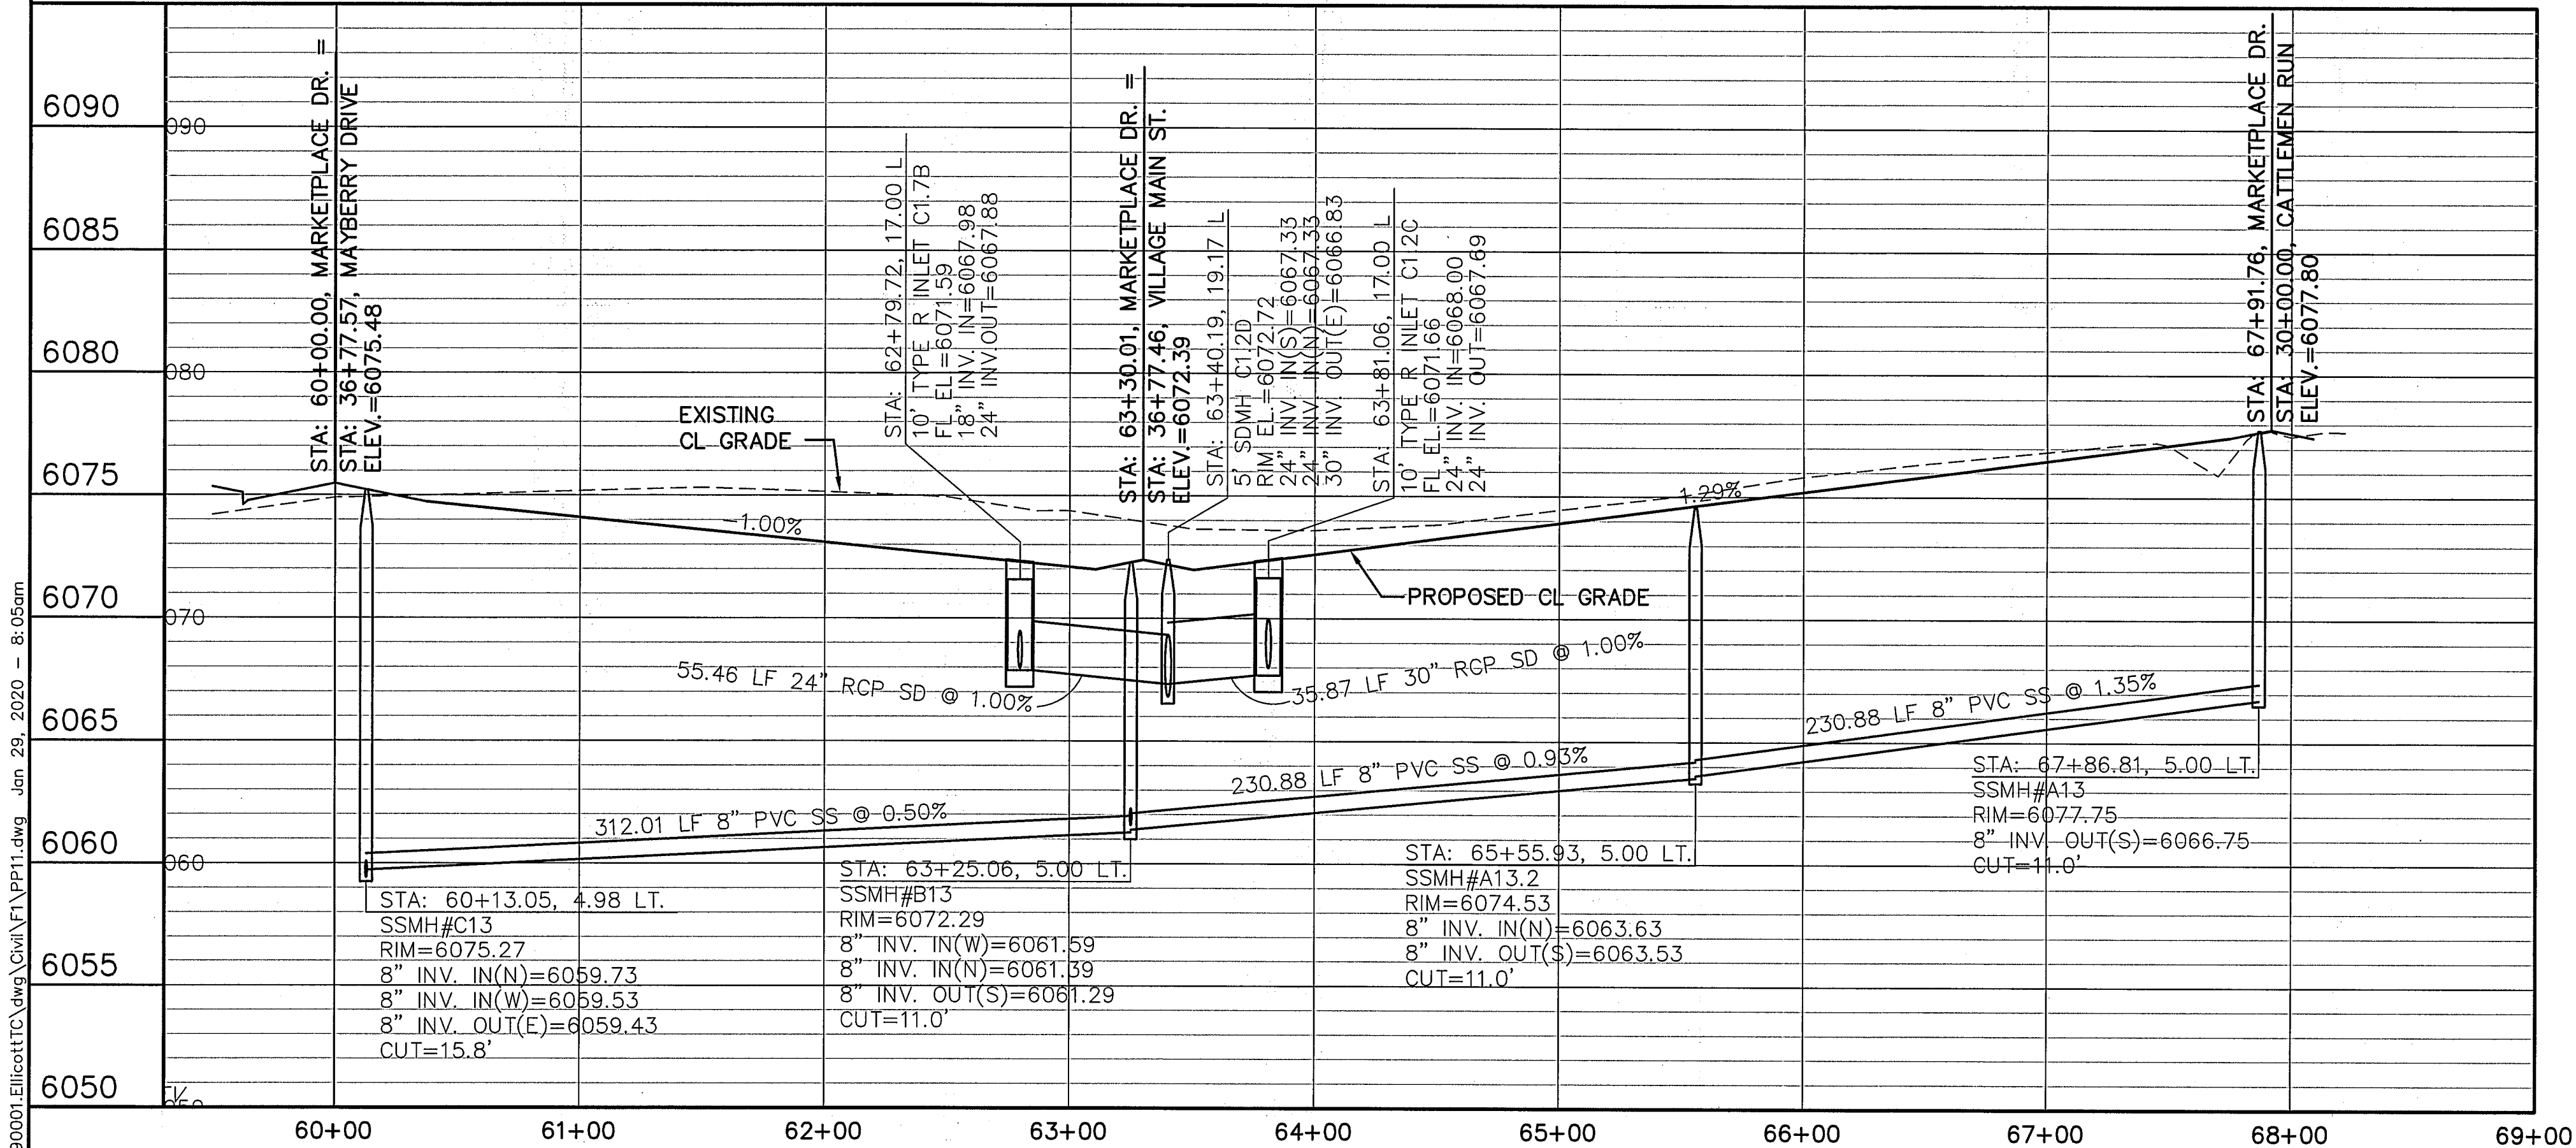 STA: 60+00.00, MARKETPLACE DR. =
STA: 36+77.57, MAYBERRY DRIVE
ELEV.=6075.48
STA: 62+79.72, 17.00 L
10' TYPE R INLET C1.7B
FL EL=6071.59
18" INV. IN=6067.98
24" INV.OUT=6067.88
STA: 63+30.01, MARKETPLACE DR. =
STA: 36+77.46, VILLAGE MAIN ST.
ELEV.=6072.39
STA: 63+40.19, 19.17 L
5' SDMH C12D
RIM EL.=6072.72
24" INV. IN(S)=6067.33
24" INV. IN(N)=6067.33
30" INV. OUT(E)=6066.83
STA: 63+81.06, 17.00 L
10' TYPE R INLET C12C
FL EL.=6071.66
24" INV. IN=6068.00
24" INV. OUT=6067.69
STA: 67+91.76, MARKETPLACE DR.
STA: 30+00.00, CATTLEMEN RUN
ELEV.=6077.80
6090
090
6085
6080
080
6075
6070
070
6065
6060
060
6055
6050
EXISTING
CL GRADE
1.00%
1.29%
PROPOSED CL GRADE
55.46 LF 24" RCP SD @ 1.00%
35.87 LF 30" RCP SD @ 1.00%
312.01 LF 8" PVC SS @ 0.50%
230.88 LF 8" PVC SS @ 0.93%
230.88 LF 8" PVC SS @ 1.35%
STA: 60+13.05, 4.98 LT.
SSMH#C13
RIM=6075.27
8" INV. IN(N)=6059.73
8" INV. IN(W)=6059.53
8" INV. OUT(E)=6059.43
CUT=15.8'
STA: 63+25.06, 5.00 LT.
SSMH#B13
RIM=6072.29
8" INV. IN(W)=6061.59
8" INV. IN(N)=6061.39
8" INV. OUT(S)=6061.29
CUT=11.0'
STA: 65+55.93, 5.00 LT.
SSMH#A13.2
RIM=6074.53
8" INV. IN(N)=6063.63
8" INV. OUT(S)=6063.53
CUT=11.0'
STA: 67+86.81, 5.00 LT.
SSMH#A13
RIM=6077.75
8" INV. OUT(S)=6066.75
CUT=11.0'
60+00 61+00 62+00 63+00 64+00 65+00 66+00 67+00 68+00 69+00
90001.EllicottTC\dwg\Civil\F1\PP11.dwg Jan 29, 2020 - 8:05am